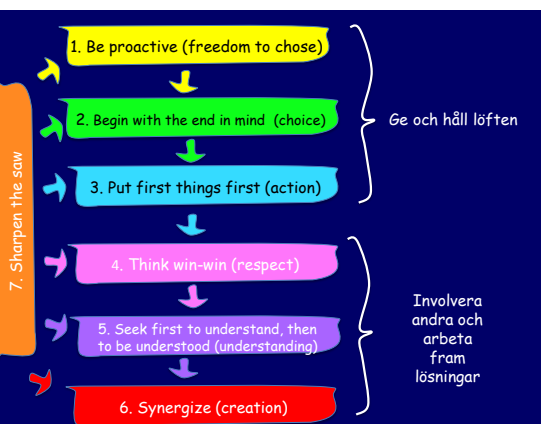 1. Be proactive (freedom to chose)
2. Begin with the end in mind (choice)
3. Put first things first (action)
Ge och håll löften
7. Sharpen the saw
4. Think win-win (respect)
5. Seek first to understand, then
to be understood (understanding)
6. Synergize (creation)
Involvera
andra och
arbeta
fram
lösningar